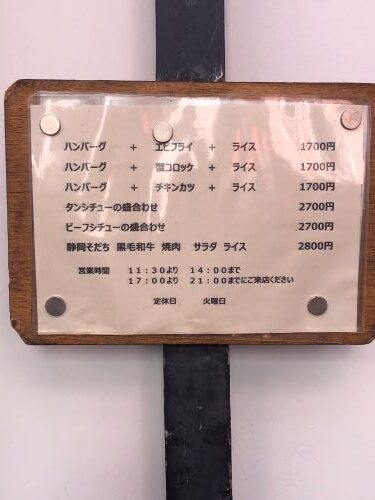 ハンバーグ + エビフライ + ライス 1700円
ハンバーグ + 蟹コロッケ + ライス 1700円
ハンバーグ + チキンカツ + ライス 1700円
タンシチューの盛合わせ 2700円
ビーフシチューの盛合わせ 2700円
静岡そだち 黒毛和牛 焼肉 サラダ ライス 2800円
営業時間 11:30より 14:00まで
17:00より 21:00までにご来店ください
定休日 火曜日